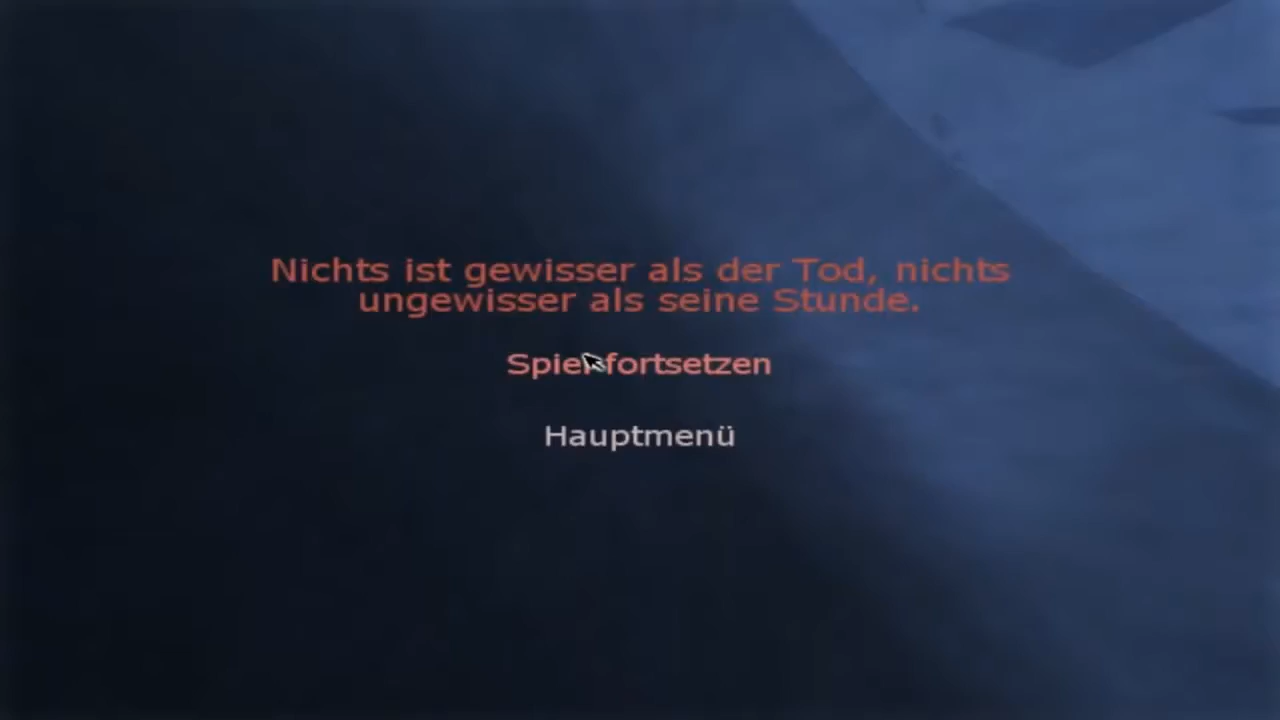 Nichts ist gewisser als der Tod, nichts
ungewisser als seine Stunde.
Spiel fortsetzen
Hauptmenü